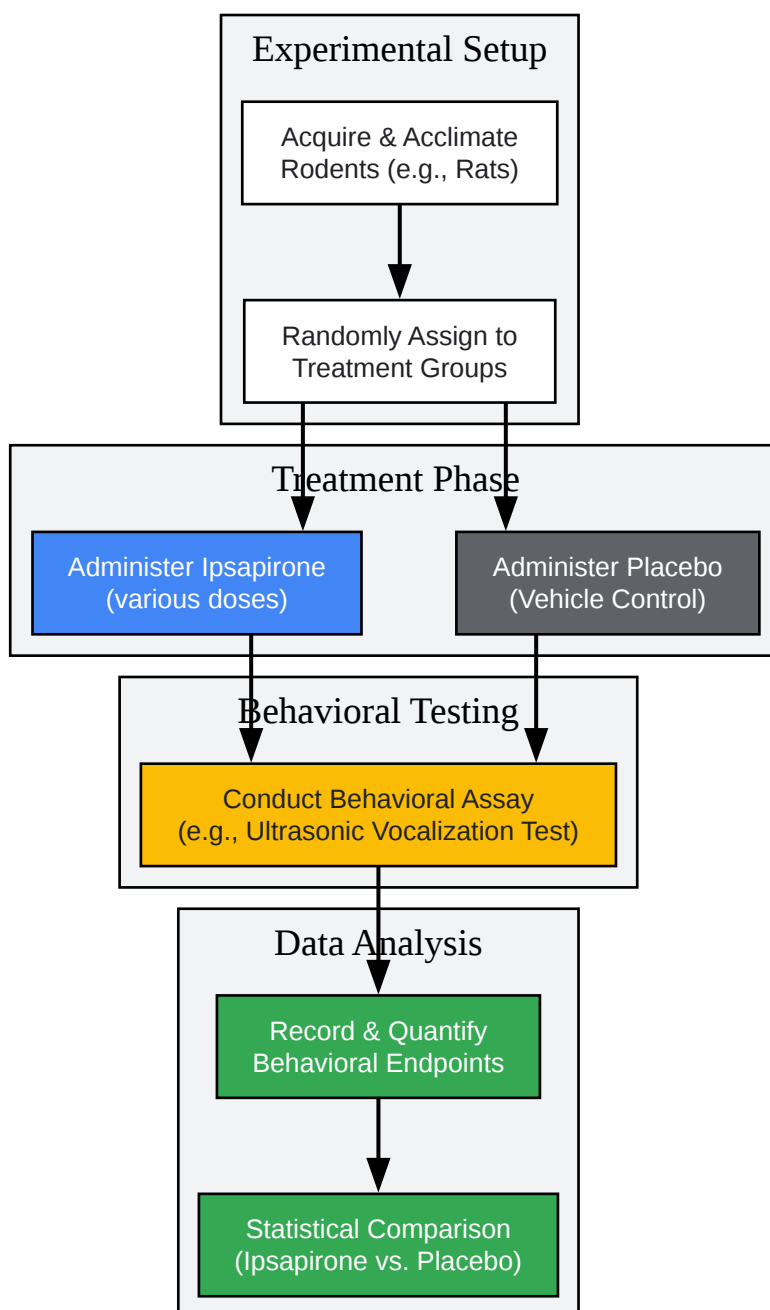 Experimental Setup
Acquire & Acclimate
Rodents (e.g., Rats)
Randomly Assign to
Treatment Groups
Treatment Phase
Administer Ipsapirone
(various doses)
Administer Placebo
(Vehicle Control)
Behavioral Testing
Conduct Behavioral Assay
(e.g., Ultrasonic Vocalization Test)
Data Analysis
Record & Quantify
Behavioral Endpoints
Statistical Comparison
(Ipsapirone vs. Placebo)